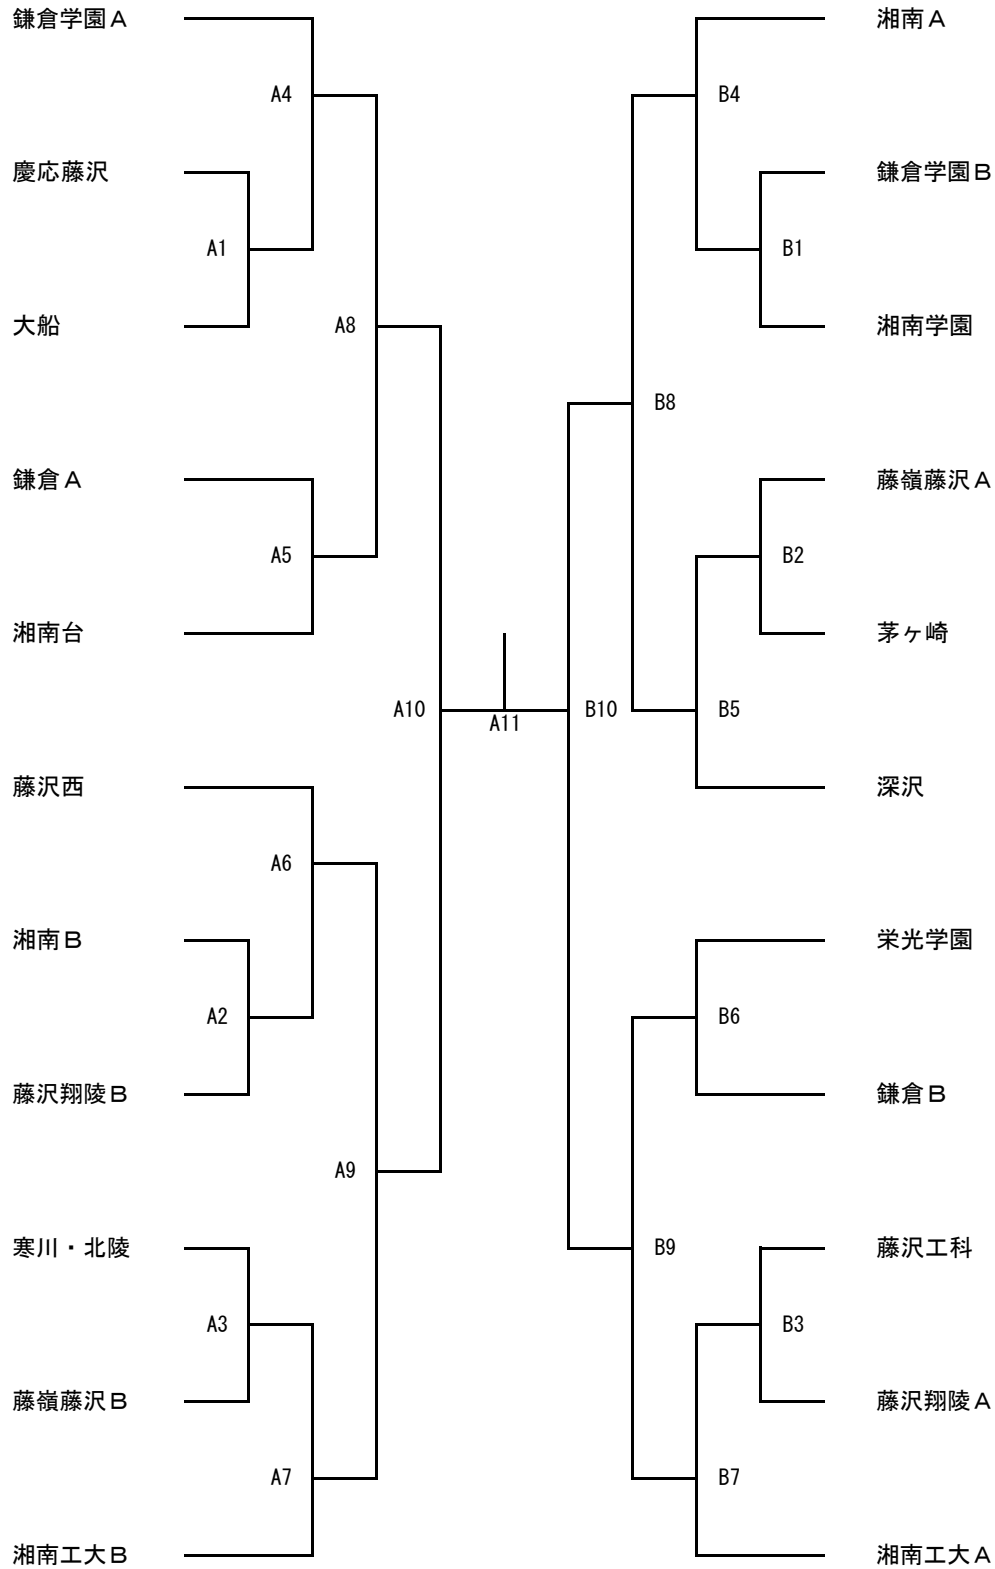 鎌倉学園A
A4
慶応藤沢
A1
大船
A8
鎌倉A
A5
湘南台
A10
藤沢西
A6
湘南B
A2
藤沢翔陵B
A9
寒川・北陵
A3
藤嶺藤沢B
A7
湘南工大B
A11
湘南A
B4
鎌倉学園B
B1
湘南学園
B8
藤嶺藤沢A
B2
茅ヶ崎
B10
B5
深沢
栄光学園
B6
鎌倉B
B9
藤沢工科
B3
藤沢翔陵A
B7
湘南工大A